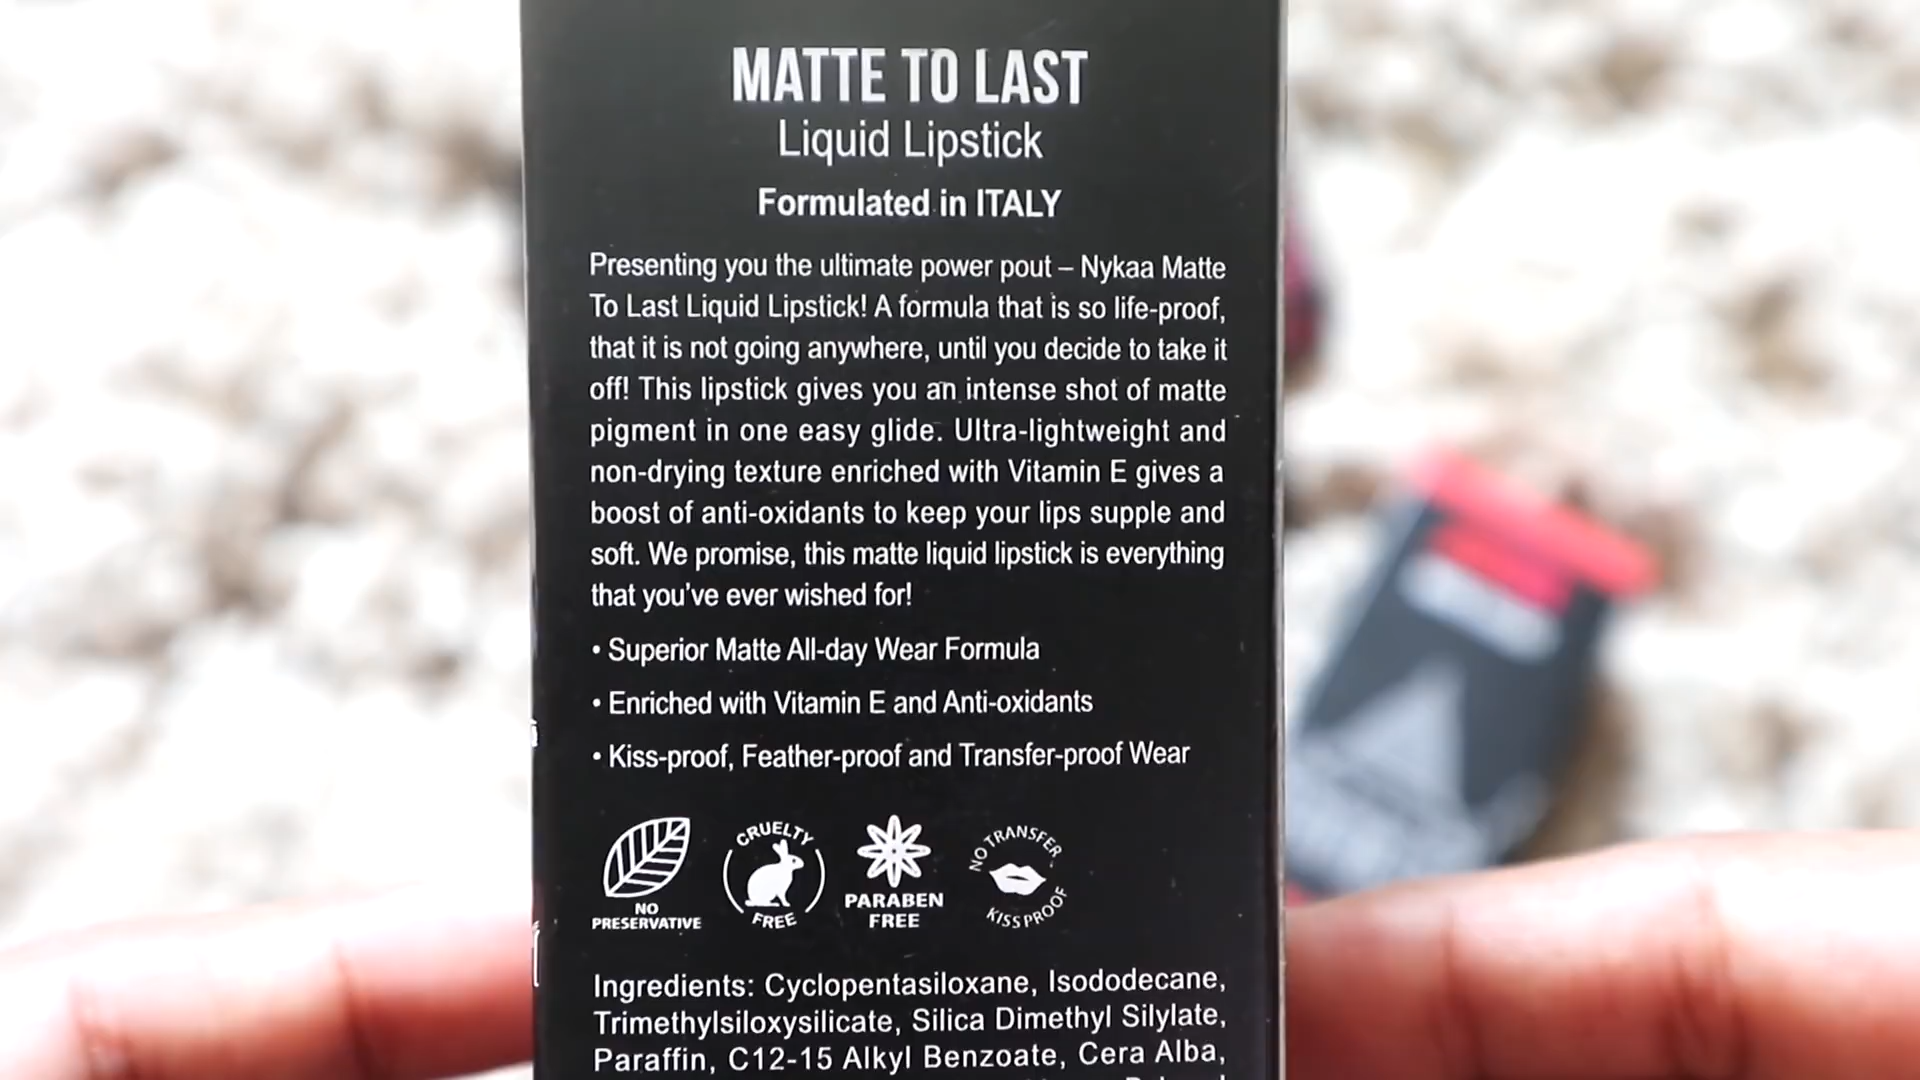 MATTE TO LAST
Liquid Lipstick
Formulated in ITALY
Presenting you the ultimate power pout – Nykaa Matte
To Last Liquid Lipstick! A formula that is so life-proof,
that it is not going anywhere, until you decide to take it
off! This lipstick gives you an intense shot of matte
pigment in one easy glide. Ultra-lightweight and
non-drying texture enriched with Vitamin E gives a
boost of anti-oxidants to keep your lips supple and
soft. We promise, this matte liquid lipstick is everything
that you've ever wished for!
• Superior Matte All-day Wear Formula
• Enriched with Vitamin E and Anti-oxidants
• Kiss-proof, Feather-proof and Transfer-proof Wear
NO
PRESERVATIVE
CRUELTY
FREE
PARABEN
FREE
NO TRANSFER
KISS PROOF
Ingredients: Cyclopentasiloxane, Isododecane,
Trimethylsiloxysilicate, Silica Dimethyl Silylate,
Paraffin, C12-15 Alkyl Benzoate, Cera Alba,